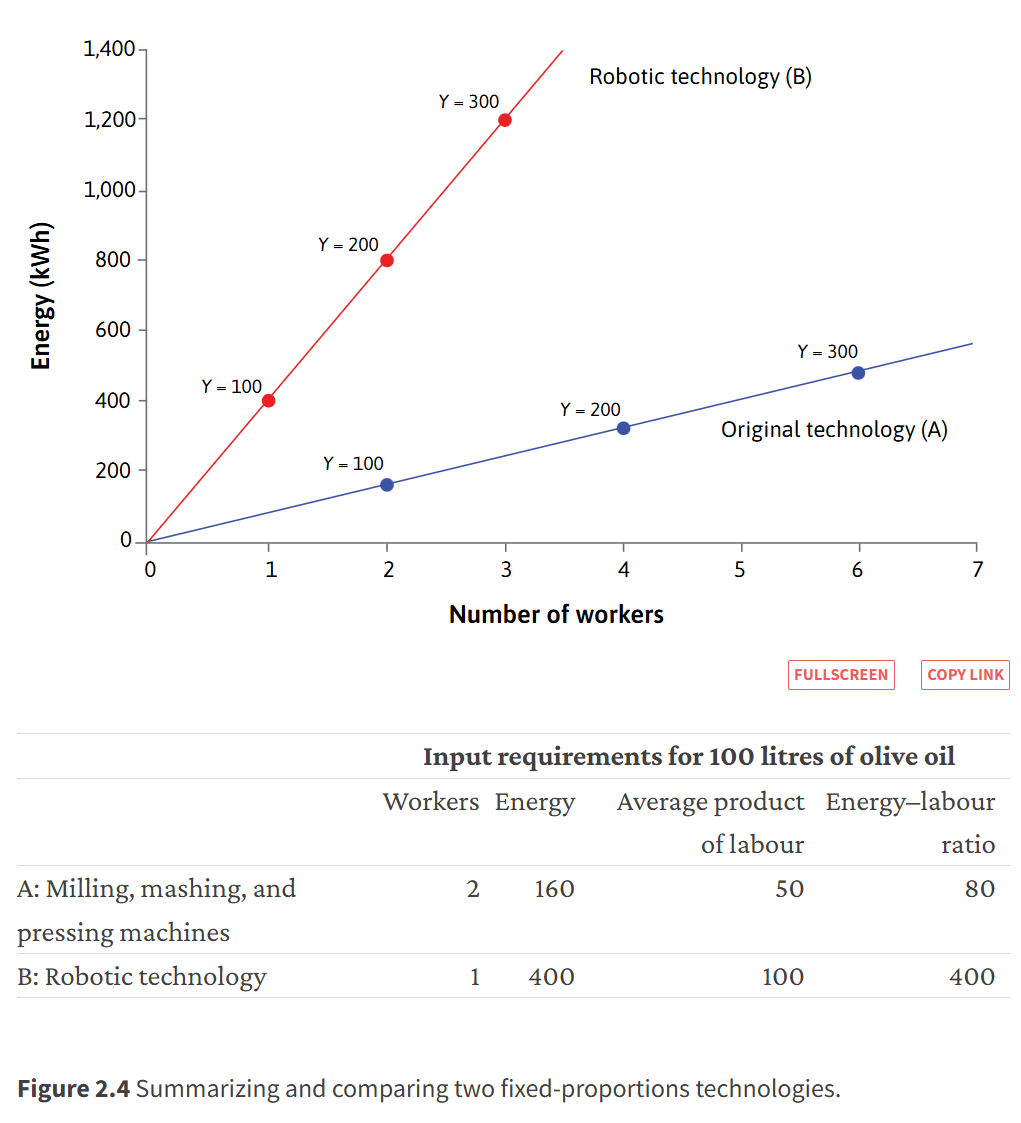 1,400
Robotic technology (B)
Y = 300
1,200
1,000
Y = 200
800
Energy (kWh)
600
Y = 300
Y = 100
400
Y = 200
Original technology (A)
Y = 100
200
0
0 1 2 3 4 5 6 7
Number of workers
FULLSCREEN COPY LINK
Input requirements for 100 litres of olive oil
Workers Energy Average product Energy–labour
of labour ratio
A: Milling, mashing, and 2 160 50 80
pressing machines
B: Robotic technology 1 400 100 400
Figure 2.4 Summarizing and comparing two fixed-proportions technologies.